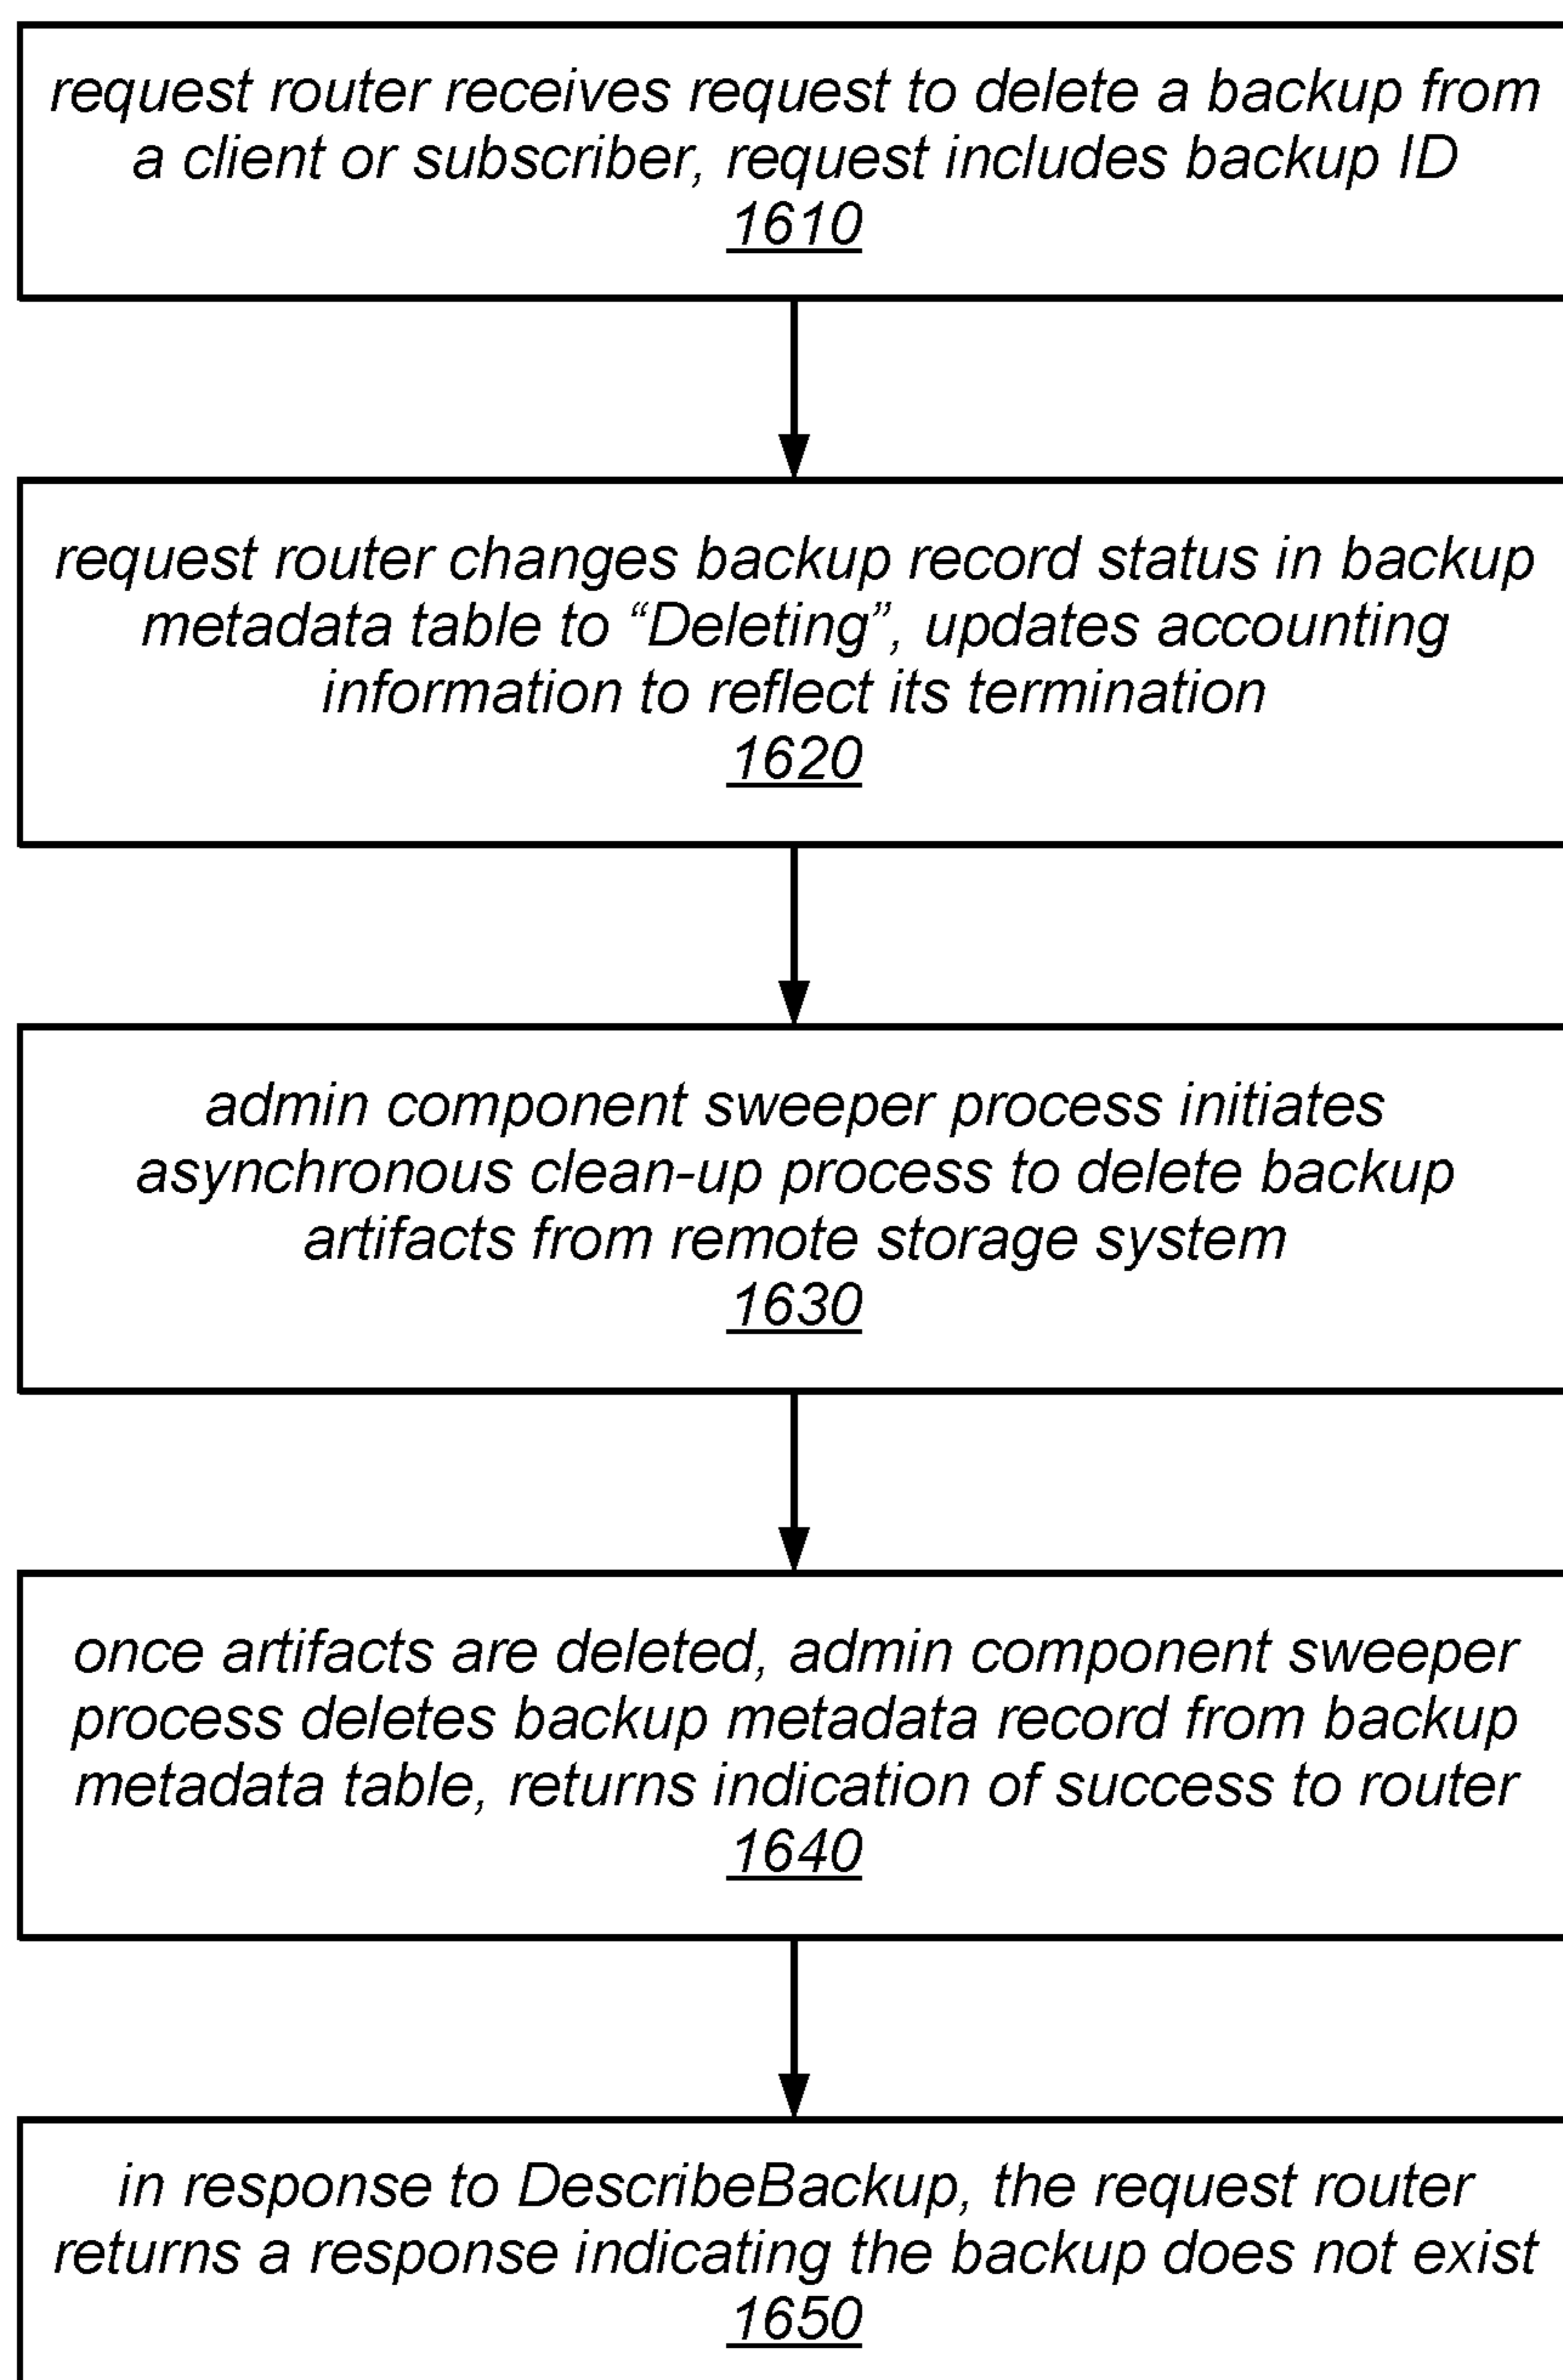 request router receives request to delete a backup from
a client or subscriber, request includes backup ID
1610
request router changes backup record status in backup
metadata table to “Deleting”, updates accounting
information to reflect its termination
1620
admin component sweeper process initiates
asynchronous clean-up process to delete backup
artifacts from remote storage system
1630
once artifacts are deleted, admin component sweeper
process deletes backup metadata record from backup
metadata table, returns indication of success to router
1640
in response to DescribeBackup, the request router
returns a response indicating the backup does not exist
1650